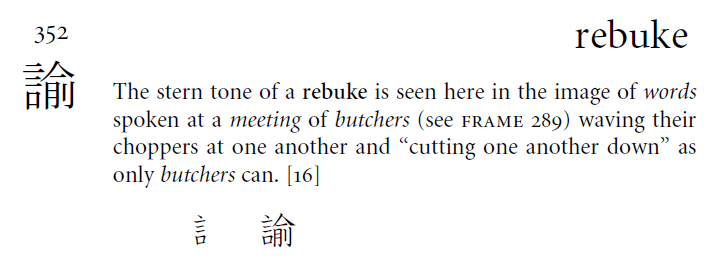 352 rebuke
諭
The stern tone of a rebuke is seen here in the image of words
spoken at a meeting of butchers (see FRAME 289) waving their
choppers at one another and “cutting one another down” as
only butchers can. [16]
訁 諭